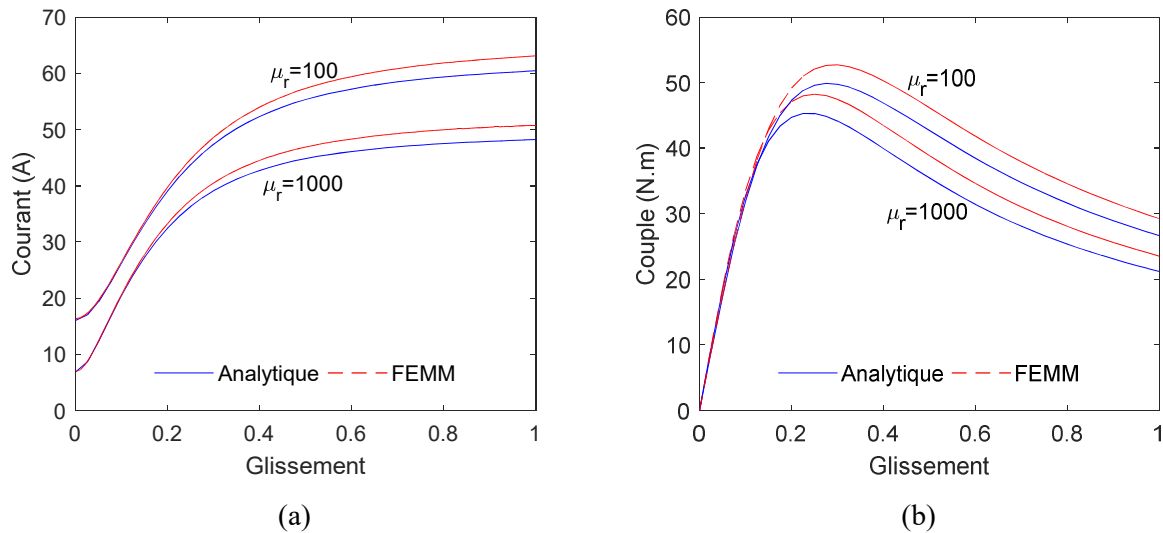 70
60
50
40
30
20
10
0
Courant (A)
μr=100
μr=1000
Analytique FEMM
0 0.2 0.4 0.6 0.8 1
Glissement
(a)
60
50
40
30
20
10
0
Couple (N.m)
μr=100
μr=1000
Analytique FEMM
0 0.2 0.4 0.6 0.8 1
Glissement
(b)